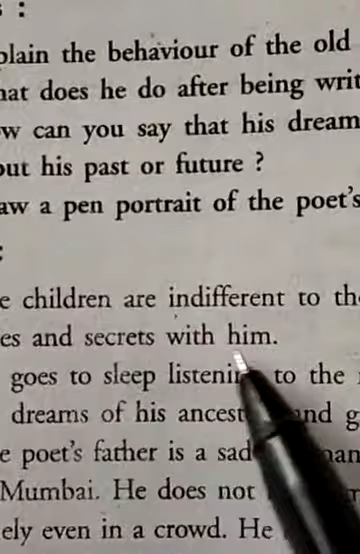 :
plain the behaviour of the old
hat does he do after being writ
w can you say that his dream
out his past or future ?
aw a pen portrait of the poet's
:
e children are indifferent to th
es and secrets with him.
goes to sleep listenin to the
dreams of his ancest and g
e poet's father is a sad man
Mumbai. He does not
ely even in a crowd. He